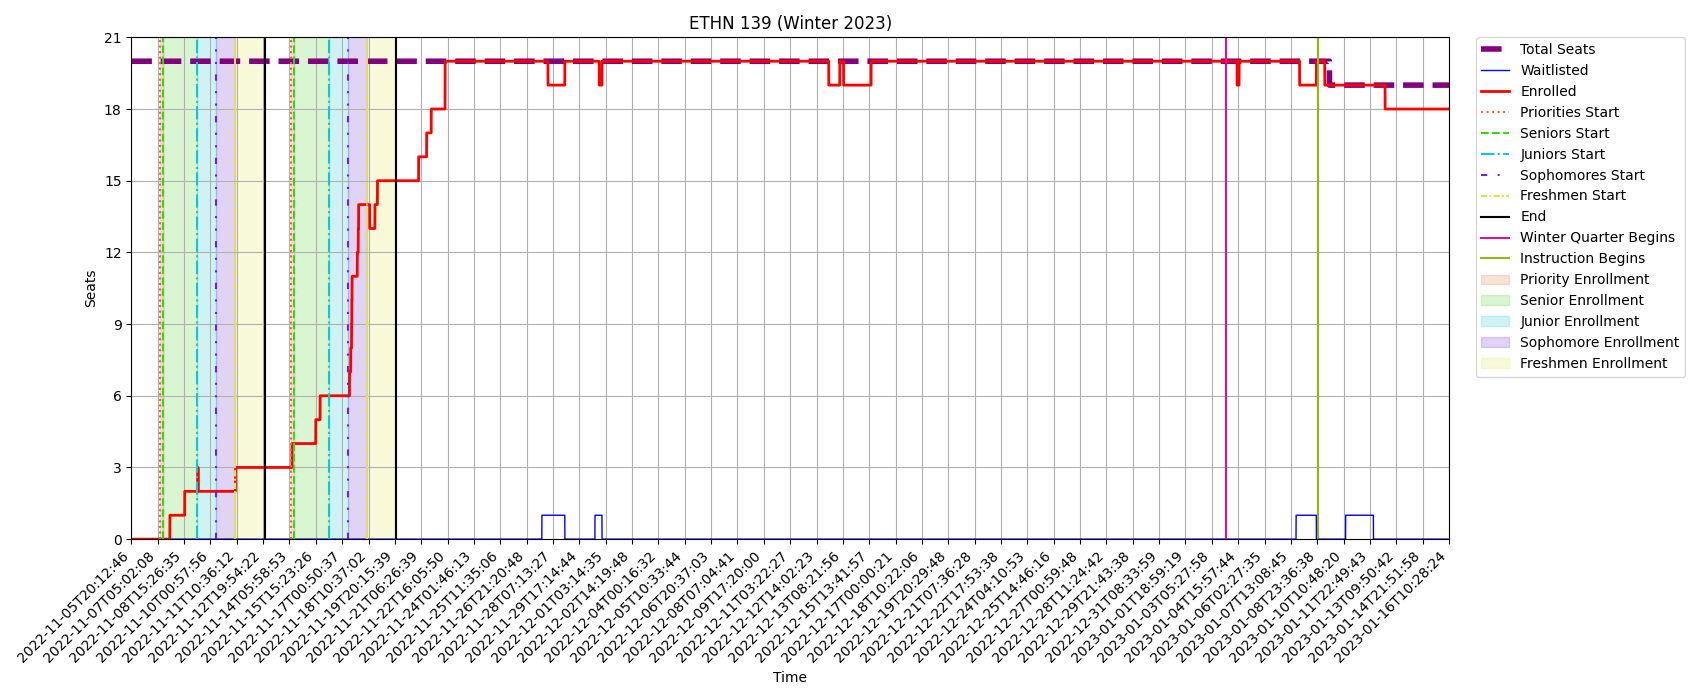 ETHN 139 (Winter 2023)
Seats
21
18
15
12
9
6
3
0
2022-11-05T20:12:46
2022-11-07T05:02:08
2022-11-08T15:26:35
2022-11-10T00:57:56
2022-11-11T10:36:12
2022-11-12T19:54:22
2022-11-14T05:58:53
2022-11-15T15:23:26
2022-11-17T00:50:37
2022-11-18T10:37:02
2022-11-19T20:15:39
2022-11-21T06:26:39
2022-11-22T16:05:50
2022-11-25T01:46:13
2022-11-25T11:35:06
2022-11-26T21:20:48
2022-11-28T07:13:27
2022-11-29T17:14:44
2022-12-01T03:14:35
2022-12-02T14:19:48
2022-12-04T00:16:32
2022-12-05T10:33:44
2022-12-06T20:37:03
2022-12-08T07:04:41
2022-12-09T17:20:00
2022-12-11T03:22:27
2022-12-12T14:02:23
2022-12-13T08:21:56
2022-12-15T13:41:57
2022-12-17T00:00:21
2022-12-18T10:22:06
2022-12-19T20:29:48
2022-12-21T07:36:28
2022-12-22T17:53:38
2022-12-24T04:10:53
2022-12-25T14:46:16
2022-12-27T00:59:48
2022-12-28T11:24:42
2022-12-29T21:43:38
2022-12-31T08:33:59
2023-01-01T18:59:19
2023-01-03T05:27:58
2023-01-04T15:57:44
2023-01-06T02:27:35
2023-01-07T13:08:45
2023-01-08T23:36:38
2023-01-10T10:48:20
2023-01-11T22:49:43
2023-01-13T09:50:42
2023-01-14T21:51:58
2023-01-16T10:28:24
Time
Total Seats
Waitlisted
Enrolled
Priorities Start
Seniors Start
Juniors Start
Sophomores Start
Freshmen Start
End
Winter Quarter Begins
Instruction Begins
Priority Enrollment
Senior Enrollment
Junior Enrollment
Sophomore Enrollment
Freshmen Enrollment